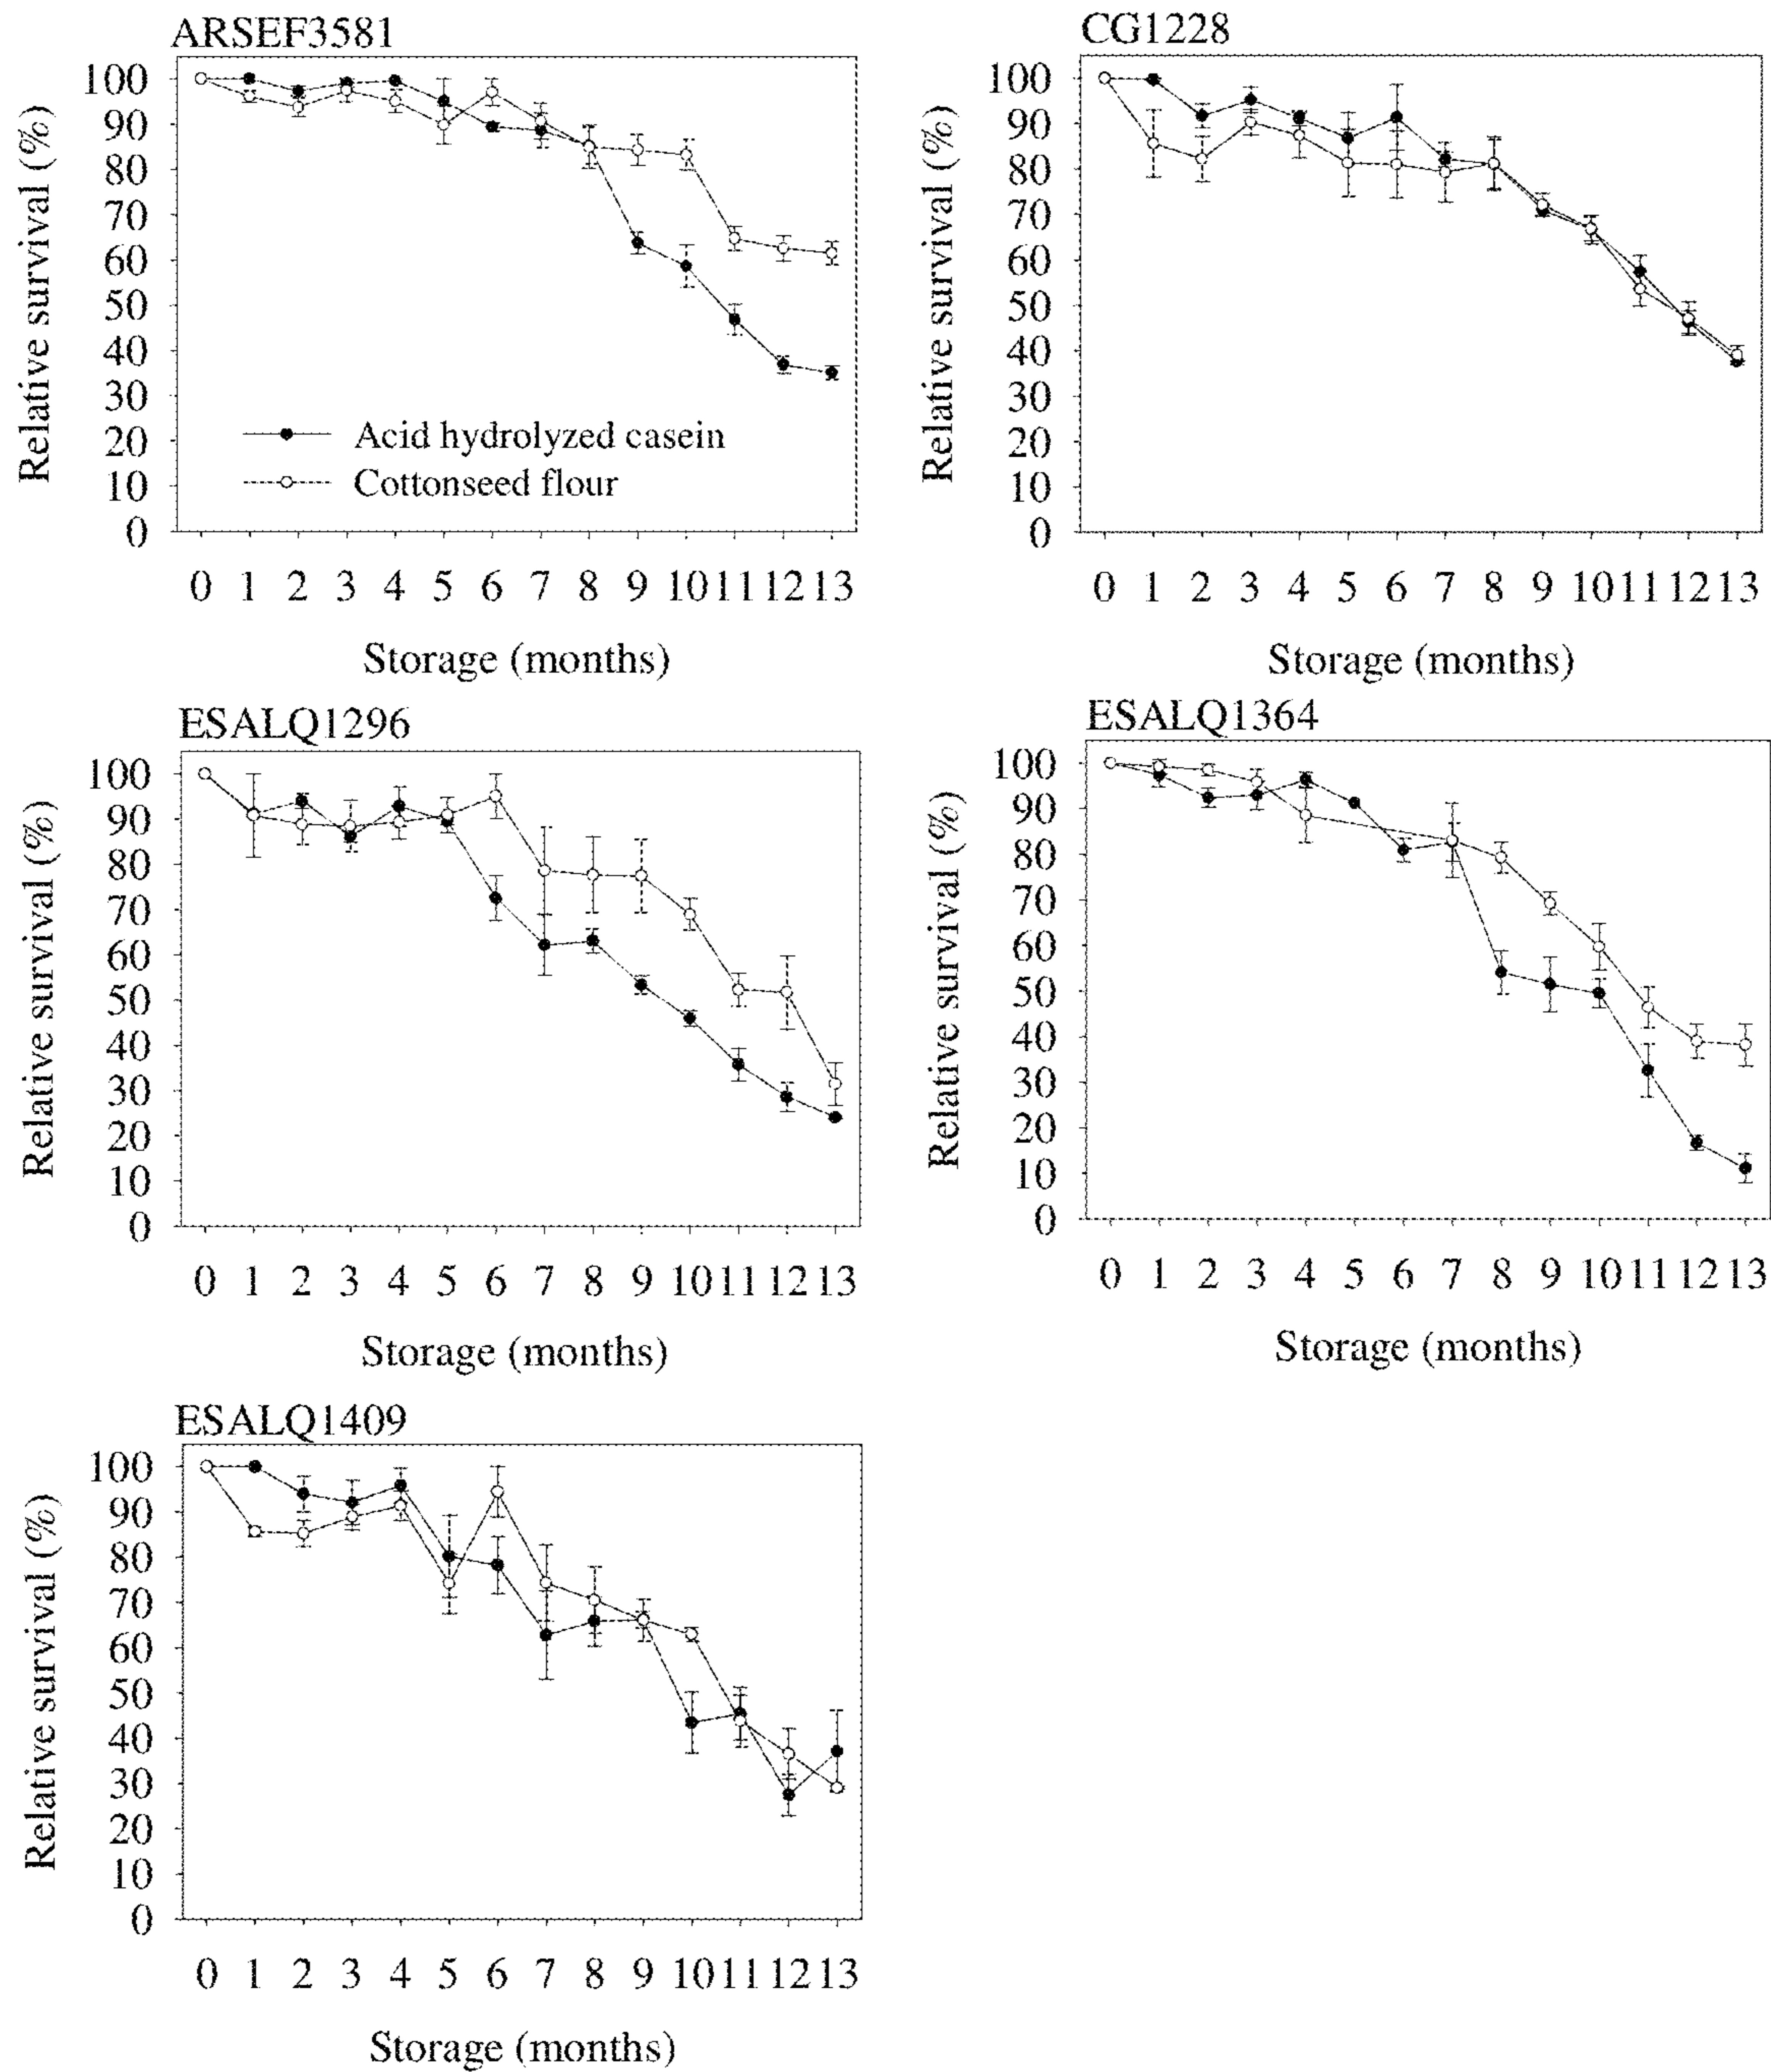 ARSEF3581
Relative survival (%)
100
90
80
70
60
50
40
30
20
10
0
Acid hydrolyzed casein
Cottonseed flour
0 1 2 3 4 5 6 7 8 9 10 11 12 13
Storage (months)
CG1228
Relative survival (%)
100
90
80
70
60
50
40
30
20
10
0
0 1 2 3 4 5 6 7 8 9 10 11 12 13
Storage (months)
ESALQ1296
Relative survival (%)
100
90
80
70
60
50
40
30
20
10
0
0 1 2 3 4 5 6 7 8 9 10 11 12 13
Storage (months)
ESALQ1364
Relative survival (%)
100
90
80
70
60
50
40
30
20
10
0
0 1 2 3 4 5 6 7 8 9 10 11 12 13
Storage (months)
ESALQ1409
Relative survival (%)
100
90
80
70
60
50
40
30
20
10
0
0 1 2 3 4 5 6 7 8 9 10 11 12 13
Storage (months)